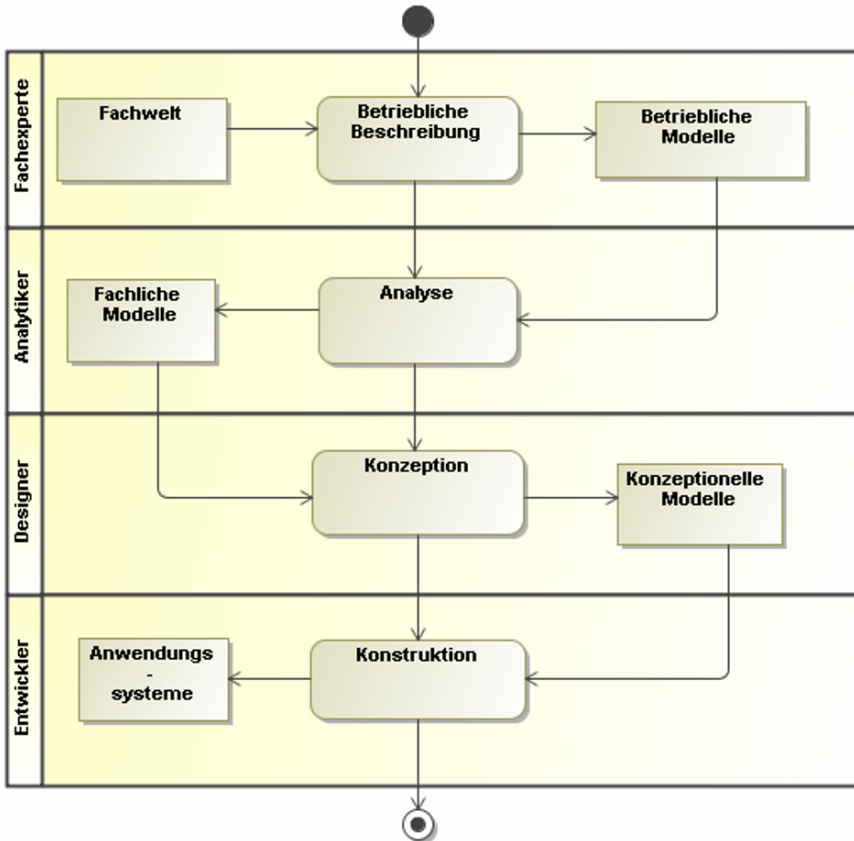 Fachexperte
Fachwelt
Betriebliche
Beschreibung
Betriebliche
Modelle
Analytiker
Fachliche
Modelle
Analyse
Designer
Konzeption
Konzeptionelle
Modelle
Entwickler
Anwendungs
-
systeme
Konstruktion